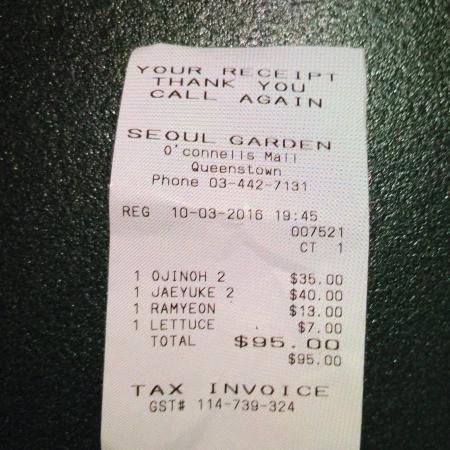 YOUR RECEIPT
THANK YOU
CALL AGAIN
SEOUL GARDEN
O'connells Mall
Queenstown
Phone 03-442-7131
REG 10-03-2016 19:45
007521
CT 1
1 OJINOH 2 $35.00
1 JAEYUKE 2 $40.00
1 RAMYEON $13.00
1 LETTUCE $7.00
TOTAL $95.00
$95.00
TAX INVOICE
GST# 114-739-324